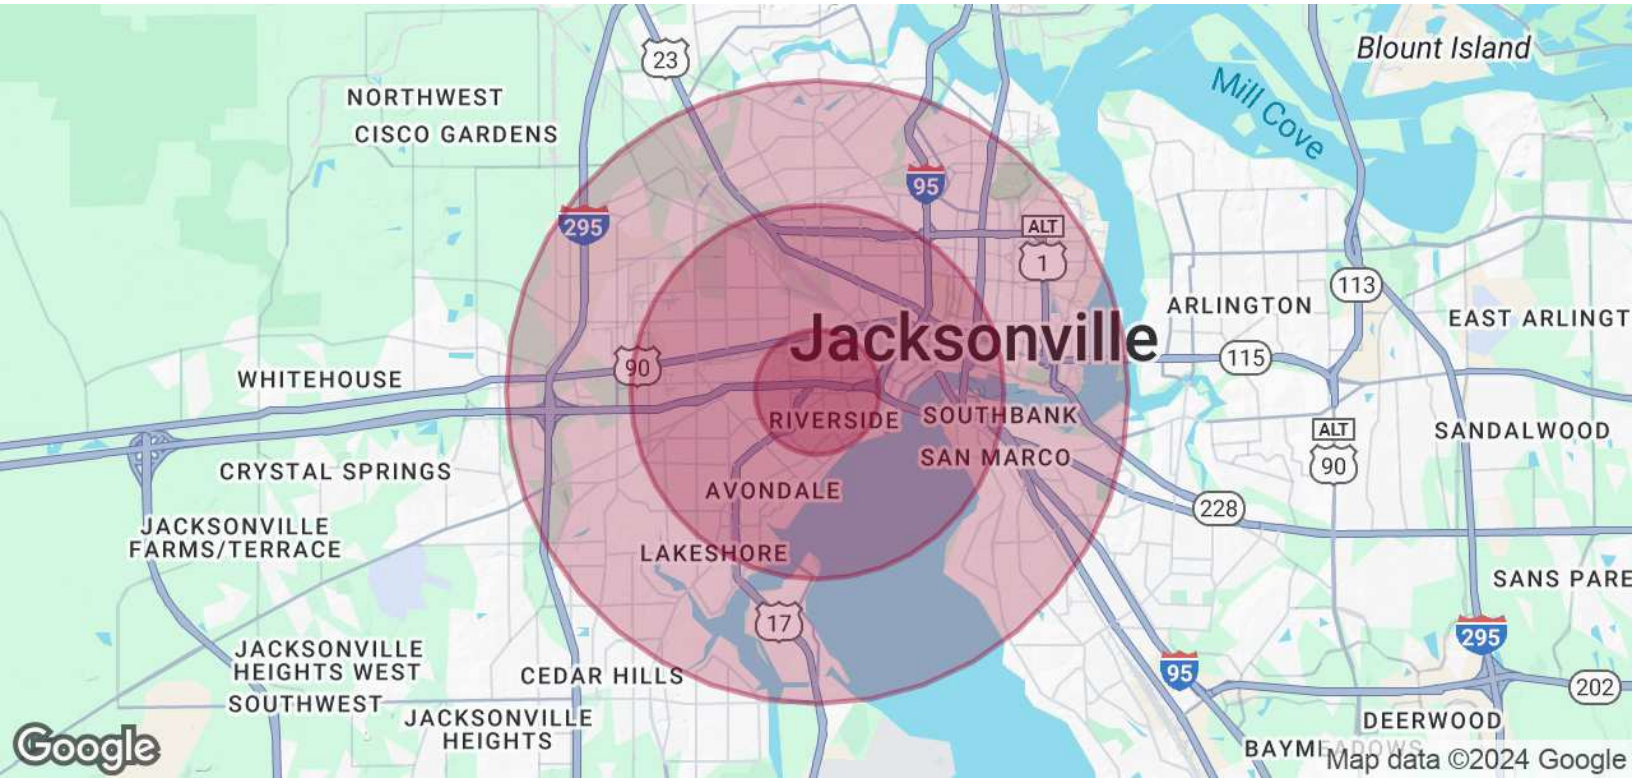 Blount Island
23
Mill Cove
NORTHWEST
CISCO GARDENS
95
295
ALT
1
113
ARLINGTON
EAST ARLINGT
Jacksonville
115
90
WHITEHOUSE
RIVERSIDE
SOUTHBANK
ALT
90
SANDALWOOD
SAN MARCO
CRYSTAL SPRINGS
AVONDALE
228
JACKSONVILLE
FARMS/TERRACE
LAKESHORE
SANS PARE
17
295
JACKSONVILLE
HEIGHTS WEST
CEDAR HILLS
95
202
SOUTHWEST
JACKSONVILLE
HEIGHTS
DEERWOOD
BAYMEADOWS
Google
Map data ©2024 Google